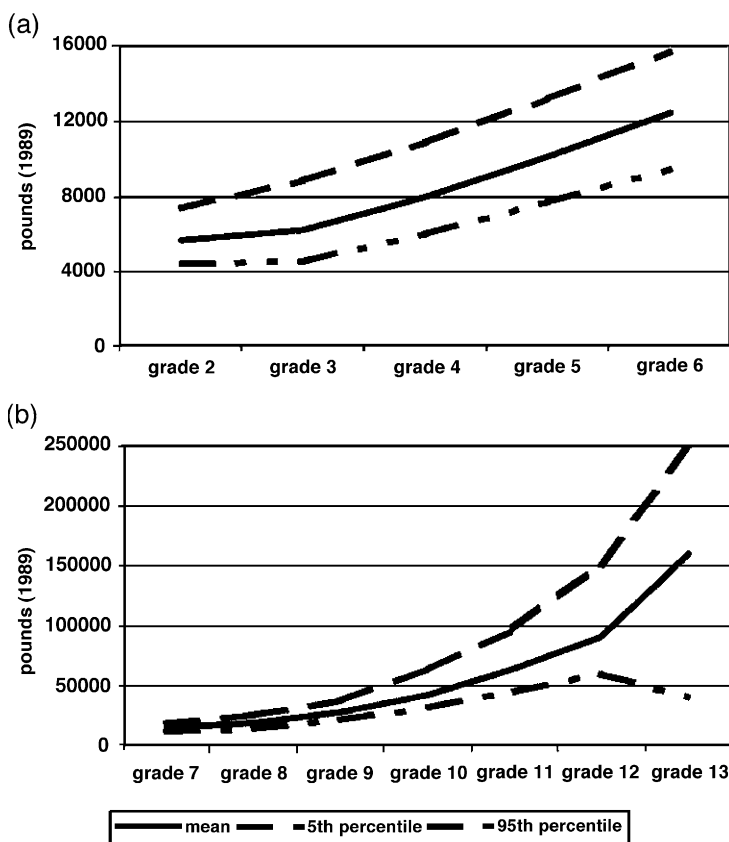 (a)
16000
12000
8000
4000
0
pounds (1989)
grade 2 grade 3 grade 4 grade 5 grade 6
(b)
250000
200000
150000
100000
50000
0
pounds (1989)
grade 7 grade 8 grade 9 grade 10 grade 11 grade 12 grade 13
mean 5th percentile 95th percentile